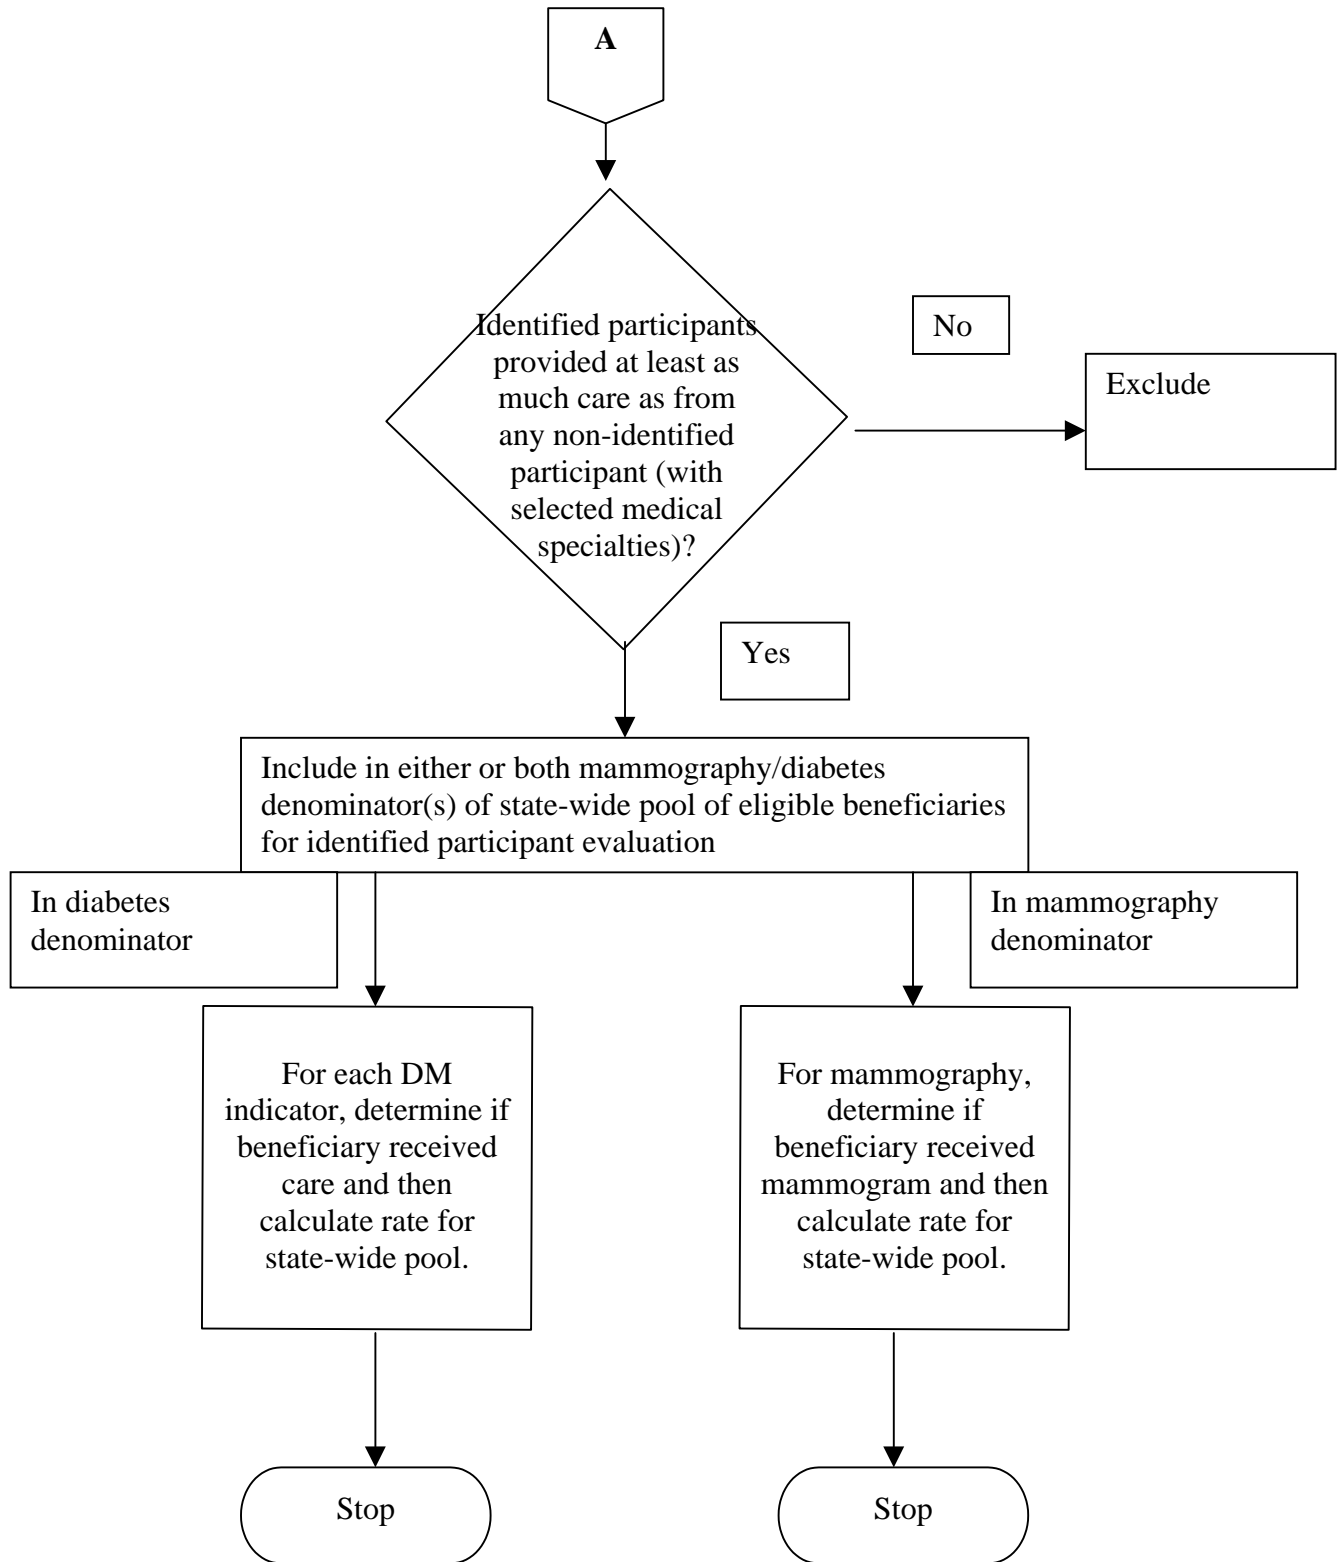 A
Identified participants
provided at least as
much care as from
any non-identified
participant (with
selected medical
specialties)?
No
Exclude
Yes
Include in either or both mammography/diabetes
denominator(s) of state-wide pool of eligible beneficiaries
for identified participant evaluation
In diabetes
denominator
In mammography
denominator
For each DM
indicator, determine if
beneficiary received
care and then
calculate rate for
state-wide pool.
For mammography,
determine if
beneficiary received
mammogram and then
calculate rate for
state-wide pool.
Stop
Stop